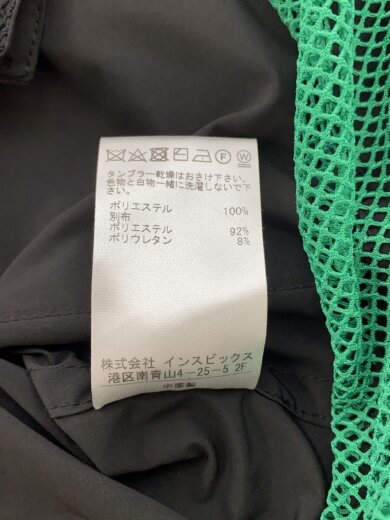 タンブラー乾燥はおさけ下さい。
色物と白物一緒に洗濯しないで下
さい。
ポリエステル 100%
別布
ポリエステル 92%
ポリウレタン 8%
株式会社 インスピックス
港区南青山4-25-5 2F
中国製